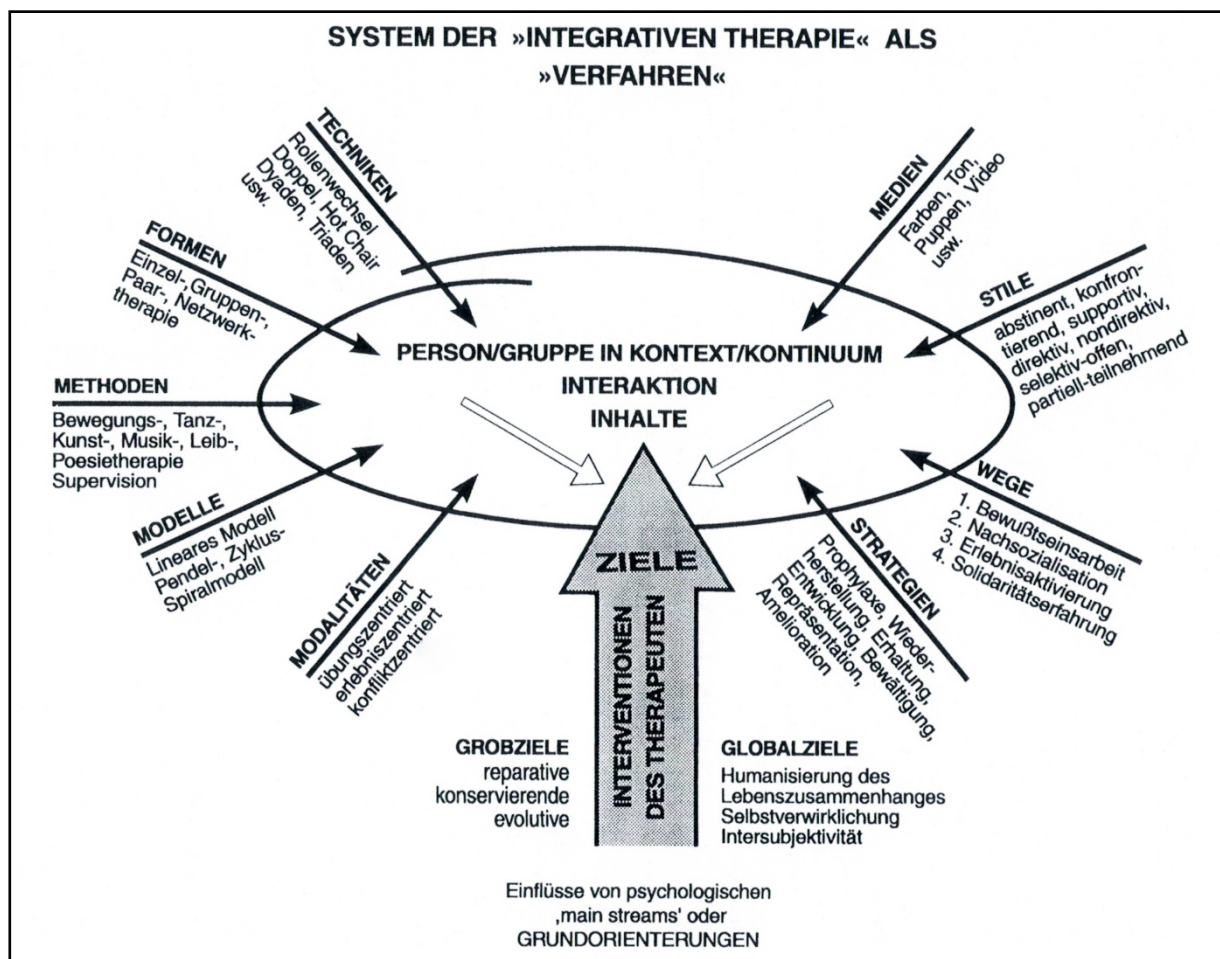 SYSTEM DER »INTEGRATIVEN THERAPIE« ALS
»VERFAHREN«
TECHNIKEN
Rollenwechsel
Doppel, Hot Chair
Dyaden, Triaden
usw.
MEDIEN
Farben, Ton,
Puppen, Video
usw.
FORMEN
Einzel-, Gruppen-,
Paar-, Netzwerk-
therapie
STILE
abstinent, konfron-
tierend, supportiv,
direktiv, nondirektiv,
selektiv-offen,
partiell-teilnehmend
PERSON/GRUPPE IN KONTEXT/KONTINUUM
INTERAKTION
INHALTE
METHODEN
Bewegungs-, Tanz-,
Kunst-, Musik-, Leib-,
Poesietherapie
Supervision
MODELLE
Lineares Modell
Pendel-, Zyklus-
Spiralmodell
MODALITÄTEN
übungszentriert
erlebniszentriert
konfliktzentriert
WEGE
1. Bewußtseinsarbeit
2. Nachsozialisation
3. Erlebnisaktivierung
4. Solidaritätserfahrung
STRATEGIEN
Prophylaxe, Wieder-
herstellung, Erhaltung,
Entwicklung, Bewältigung,
Repräsentation,
Amelioration
ZIELE
INTERVENTIONEN
DES THERAPEUTEN
GROBZIELE
reparative
konservierende
evolutive
GLOBALZIELE
Humanisierung des
Lebenszusammenhanges
Selbstverwirklichung
Intersubjektivität
Einflüsse von psychologischen
‚main streams' oder
GRUNDORIENTERUNGEN